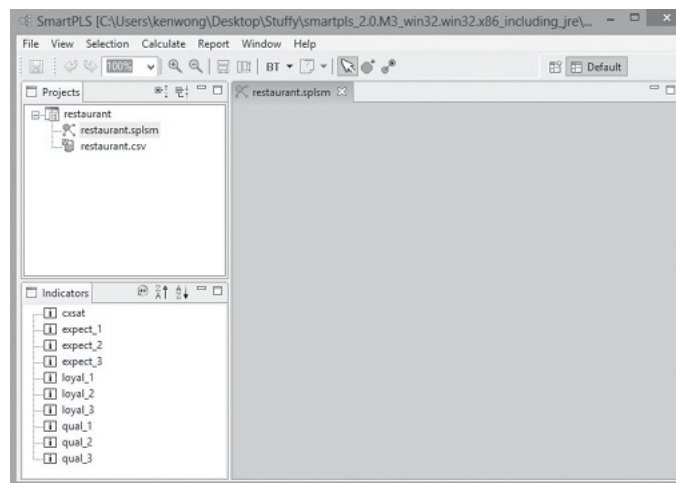 SmartPLS [C:\Users\kenwong\Desktop\Stuffy\smartpls_2.0.M3_win32.win32.x86_including_jre\...
File View Selection Calculate Report Window Help
100% BT Default
Projects
restaurant.splsm
restaurant
restaurant.splsm
restaurant.csv
Indicators
cxsat
expect_1
expect_2
expect_3
loyal_1
loyal_2
loyal_3
qual_1
qual_2
qual_3